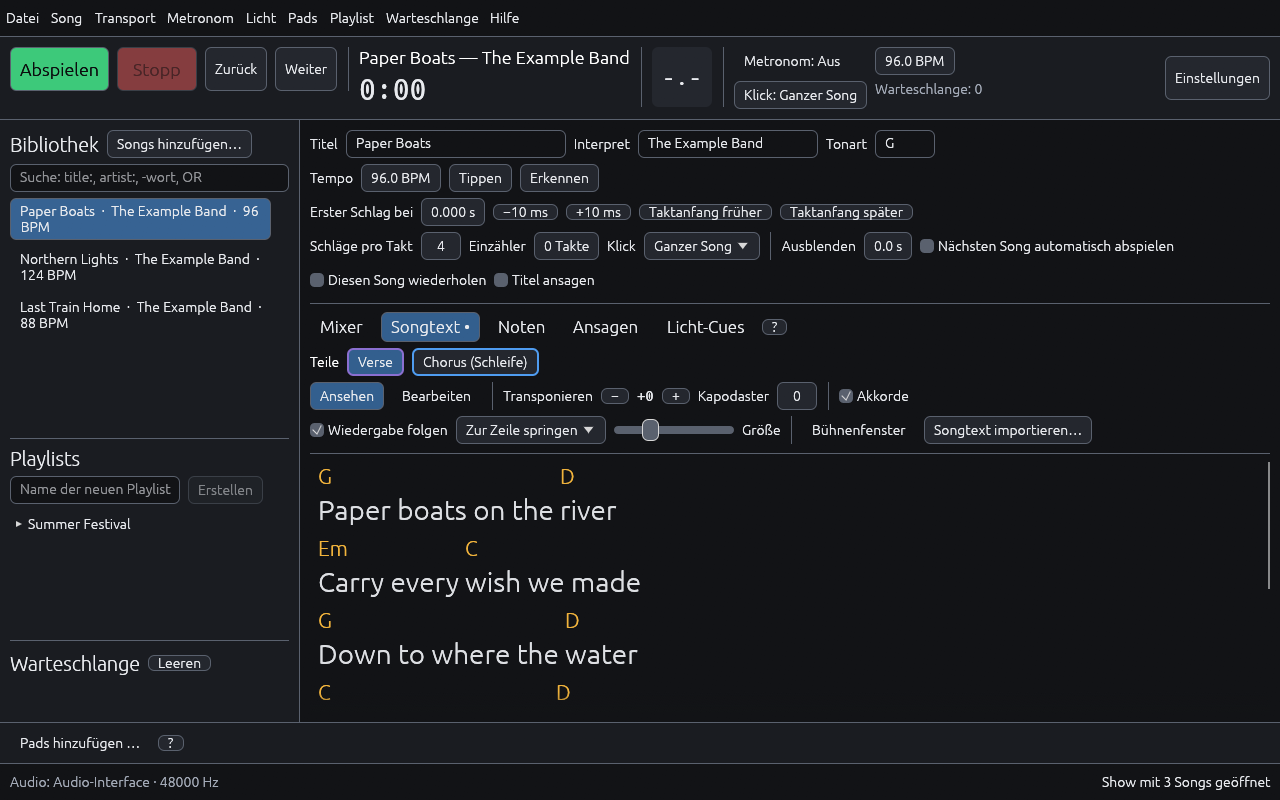 Datei Song Transport Metronom Licht Pads Playlist Warteschlange Hilfe
Abspielen Stopp Zurück Weiter
Paper Boats — The Example Band
0:00
-.-
Metronom: Aus 96.0 BPM
Klick: Ganzer Song Warteschlange: 0
Einstellungen
Bibliothek Songs hinzufügen…
Suche: title:, artist:, -wort, OR
Paper Boats · The Example Band · 96
BPM
Northern Lights · The Example Band ·
124 BPM
Last Train Home · The Example Band ·
88 BPM
Playlists
Name der neuen Playlist Erstellen
▸ Summer Festival
Warteschlange Leeren
Titel Paper Boats Interpret The Example Band Tonart G
Tempo 96.0 BPM Tippen Erkennen
Erster Schlag bei 0.000 s −10 ms +10 ms Taktanfang früher Taktanfang später
Schläge pro Takt 4 Einzähler 0 Takte Klick Ganzer Song Ausblenden 0.0 s Nächsten Song automatisch abspielen
Diesen Song wiederholen Titel ansagen
Mixer Songtext • Noten Ansagen Licht-Cues ?
Teile Verse Chorus (Schleife)
Ansehen Bearbeiten Transponieren − +0 + Kapodaster 0 Akkorde
Wiedergabe folgen Zur Zeile springen Größe Bühnenfenster Songtext importieren…
G D
Paper boats on the river
Em C
Carry every wish we made
G D
Down to where the water
C D
Pads hinzufügen … ?
Audio: Audio-Interface · 48000 Hz
Show mit 3 Songs geöffnet